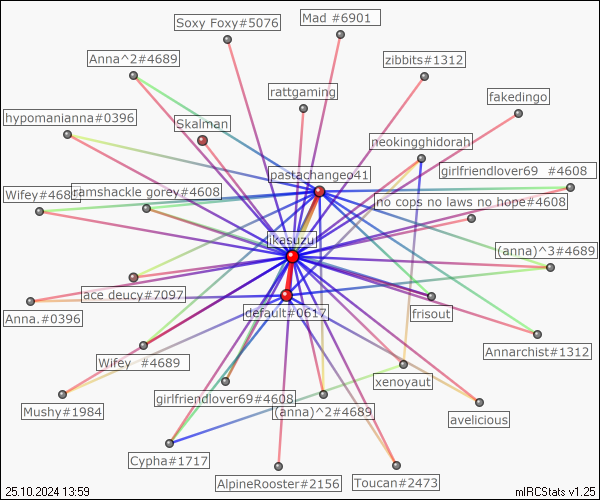 Soxy Foxy#5076
Mad #6901
Anna^2#4689
zibbits#1312
rattgaming
fakedingo
hypomanianna#0396
Skalman
neokingghidorah
pastachangeo41
girlfriendlover69 #4608
Wifey#4689
ramshackle gorey#4608
no cops no laws no hope#4608
ikasuzu
(anna)^3#4689
ace deucy#7097
Anna.#0396
default#0617
frisout
Annarchist#1312
Wifey #4689
xenoyaut
Mushy#1984
girlfriendlover69#4608
(anna)^2#4689
avelicious
Cypha#1717
AlpineRooster#2156
Toucan#2473
25.10.2024 13:59
mIRCStats v1.25